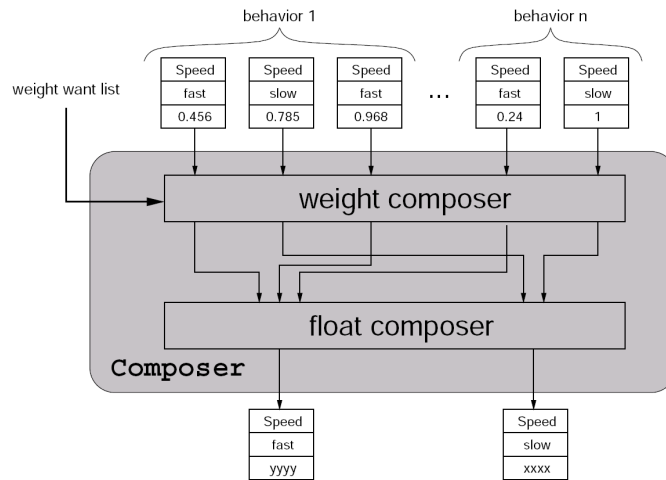 behavior 1
behavior n
weight want list
Speed
fast
0.456
Speed
slow
0.785
Speed
fast
0.968
...
Speed
fast
0.24
Speed
slow
1
weight composer
float composer
Composer
Speed
fast
yyyy
Speed
slow
xxxx